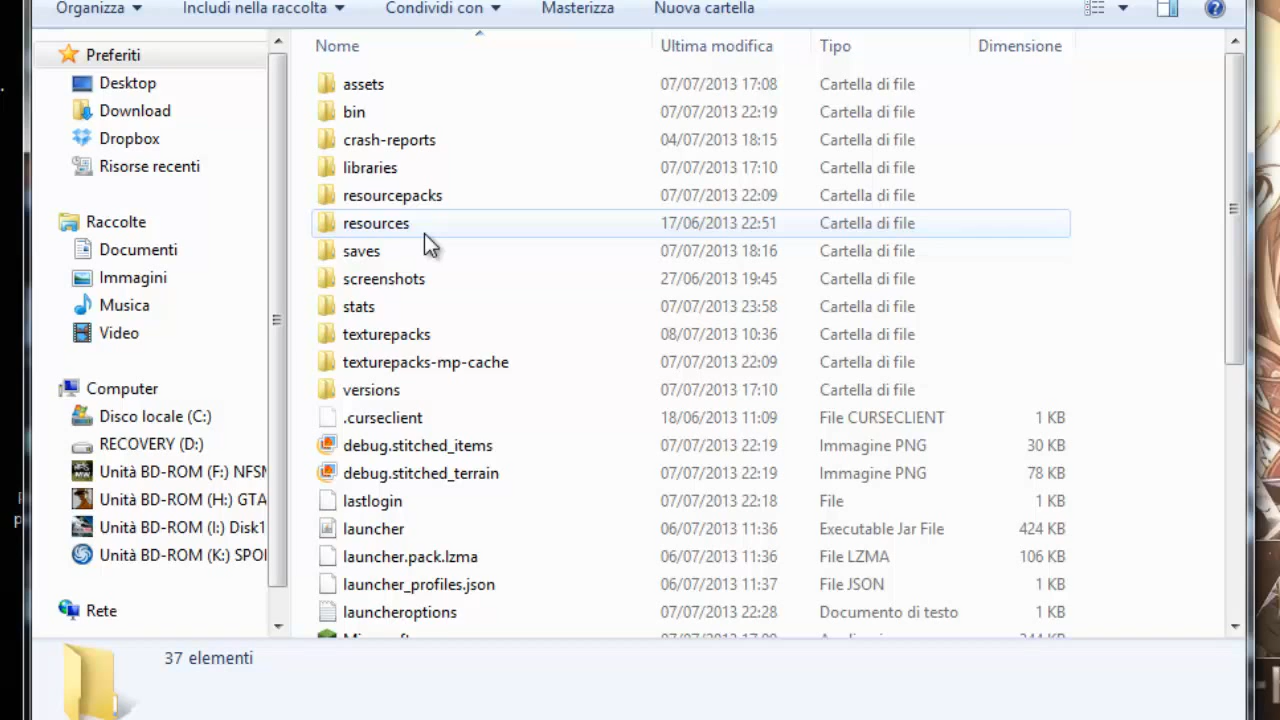 Organizza Includi nella raccolta Condividi con Masterizza Nuova cartella
Preferiti
Desktop
Download
Dropbox
Risorse recenti
Raccolte
Documenti
Immagini
Musica
Video
Computer
Disco locale (C:)
RECOVERY (D:)
Unità BD-ROM (F:) NFSM
Unità BD-ROM (H:) GTA
Unità BD-ROM (I:) Disk1
Unità BD-ROM (K:) SPO
Rete
Nome Ultima modifica Tipo Dimensione
assets 07/07/2013 17:08 Cartella di file
bin 07/07/2013 22:19 Cartella di file
crash-reports 04/07/2013 18:15 Cartella di file
libraries 07/07/2013 17:10 Cartella di file
resourcepacks 07/07/2013 22:09 Cartella di file
resources 17/06/2013 22:51 Cartella di file
saves 07/07/2013 18:16 Cartella di file
screenshots 27/06/2013 19:45 Cartella di file
stats 07/07/2013 23:58 Cartella di file
texturepacks 08/07/2013 10:36 Cartella di file
texturepacks-mp-cache 07/07/2013 22:09 Cartella di file
versions 07/07/2013 17:10 Cartella di file
.curseclient 18/06/2013 11:09 File CURSECLIENT 1 KB
debug.stitched_items 07/07/2013 22:19 Immagine PNG 30 KB
debug.stitched_terrain 07/07/2013 22:19 Immagine PNG 78 KB
lastlogin 07/07/2013 22:18 File 1 KB
launcher 06/07/2013 11:36 Executable Jar File 424 KB
launcher.pack.lzma 06/07/2013 11:36 File LZMA 106 KB
launcher_profiles.json 06/07/2013 11:37 File JSON 1 KB
launcheroptions 07/07/2013 22:28 Documento di testo 1 KB
37 elementi